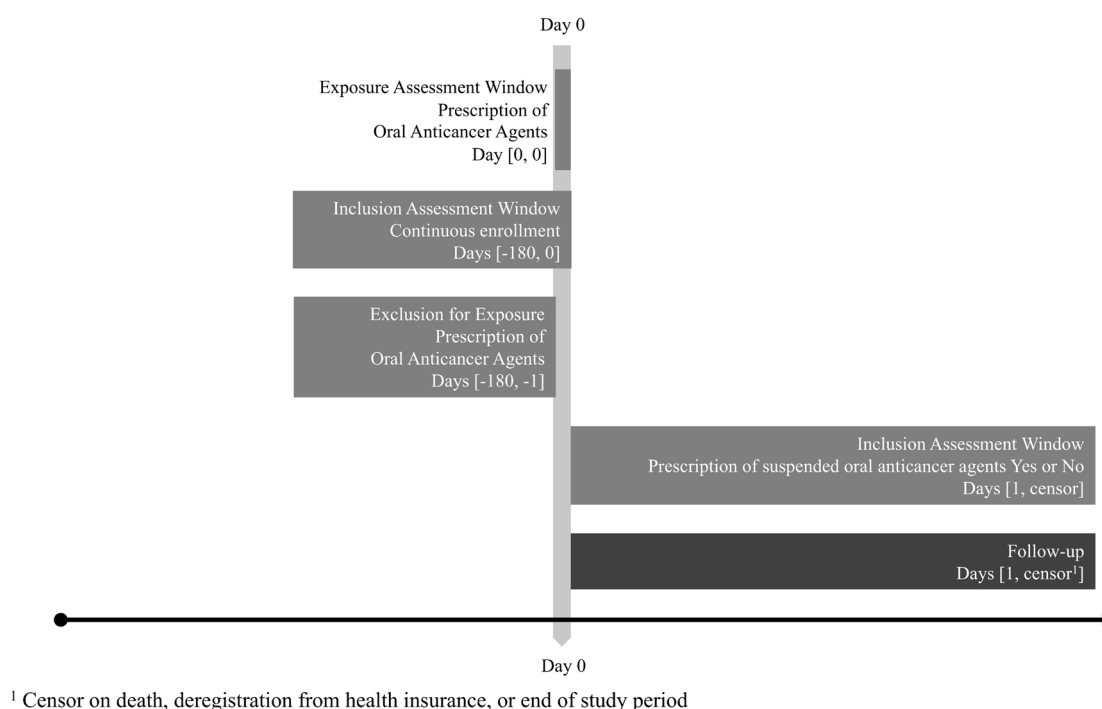 Day 0
Exposure Assessment Window
Prescription of
Oral Anticancer Agents
Day [0, 0]
Inclusion Assessment Window
Continuous enrollment
Days [-180, 0]
Exclusion for Exposure
Prescription of
Oral Anticancer Agents
Days [-180, -1]
Inclusion Assessment Window
Prescription of suspended oral anticancer agents Yes or No
Days [1, censor]
Follow-up
Days [1, censor¹]
Day 0
¹ Censor on death, deregistration from health insurance, or end of study period